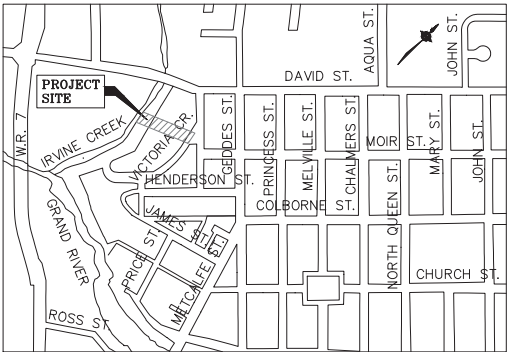 AQUA ST.
JOHN ST.
DAVID ST.
PROJECT
SITE
W.R. 7
IRVINE CREEK
VICTORIA CR.
GEDDES ST.
PRINCESS ST.
MELVILLE ST.
CHALMERS ST.
MOIR ST.
MARY ST.
JOHN ST.
HENDERSON ST.
COLBORNE ST.
JAMES ST.
GRAND RIVER
PRICE ST.
METCALFE ST.
NORTH QUEEN ST.
CHURCH ST.
ROSS ST.